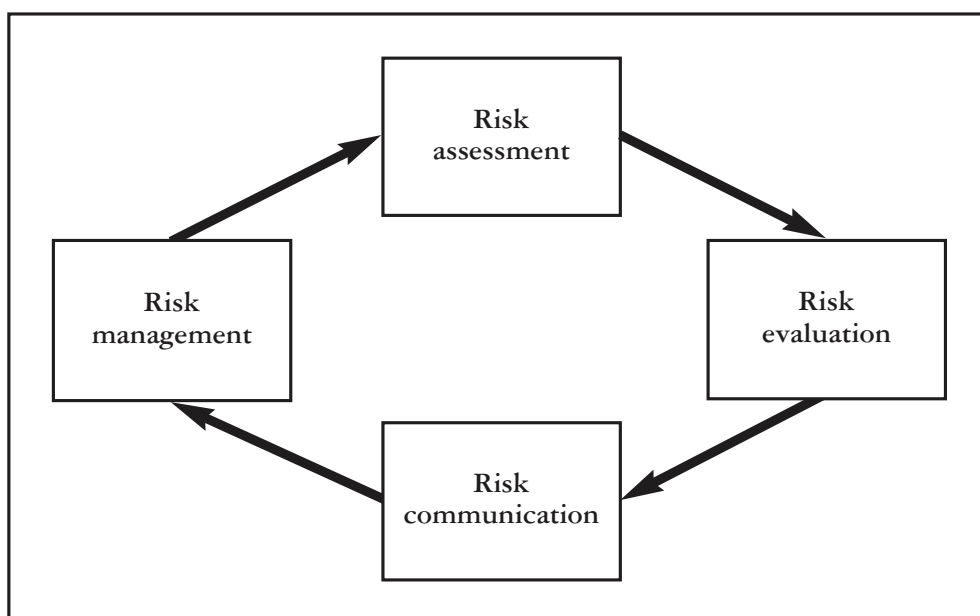 Risk
assessment
Risk
management
Risk
evaluation
Risk
communication